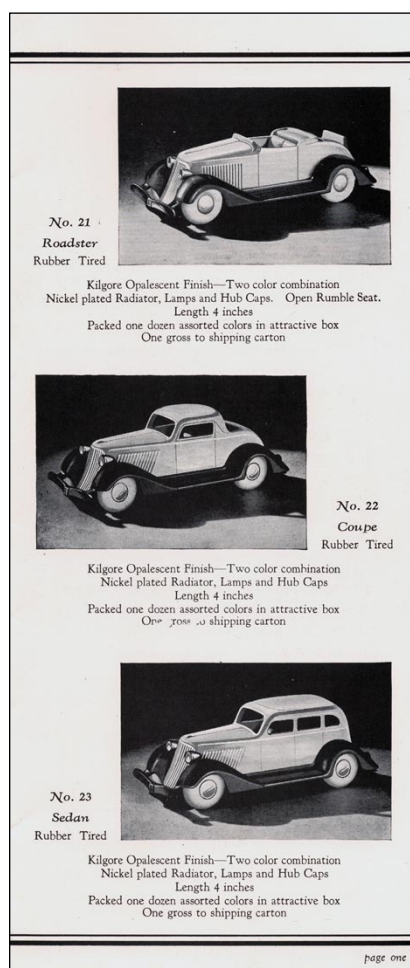 No. 21
Roadster
Rubber Tired
Kilgore Opalescent Finish—Two color combination
Nickel plated Radiator, Lamps and Hub Caps. Open Rumble Seat.
Length 4 inches
Packed one dozen assorted colors in attractive box
One gross to shipping carton
No. 22
Coupe
Rubber Tired
Kilgore Opalescent Finish—Two color combination
Nickel plated Radiator, Lamps and Hub Caps
Length 4 inches
Packed one dozen assorted colors in attractive box
One gross to shipping carton
No. 23
Sedan
Rubber Tired
Kilgore Opalescent Finish—Two color combination
Nickel plated Radiator, Lamps and Hub Caps
Length 4 inches
Packed one dozen assorted colors in attractive box
One gross to shipping carton
page one